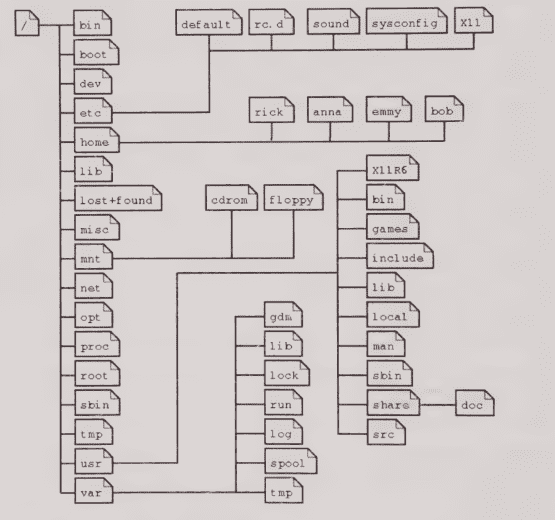 /
bin
default rc.d sound sysconfig X11
boot
dev
etc
rick anna emmy bob
home
X11R6
lib
bin
lost+found cdrom floppy
misc
games
mnt
include
net
lib
opt
gdm
local
proc
lib
man
root
lock
sbin
sbin
run
share doc
tmp
log
src
usr
spool
var
tmp